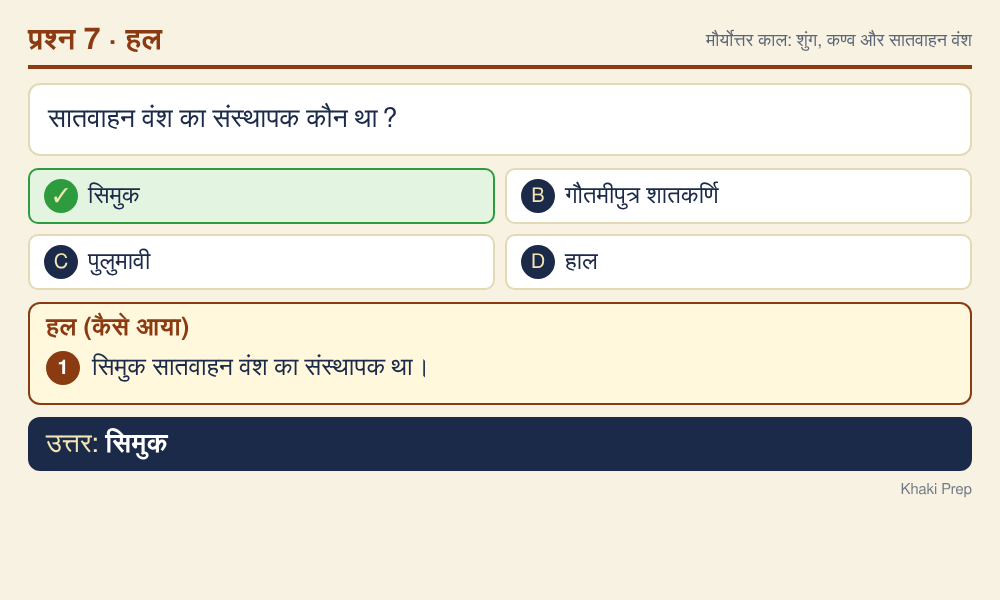 प्रश्न 7 · हल
मौर्योत्तर काल: शुंग, कण्व और सातवाहन वंश
सातवाहन वंश का संस्थापक कौन था ?
✓ सिमुक
B गौतमीपुत्र शातकर्णि
C पुलुमावी
D हाल
हल (कैसे आया)
1 सिमुक सातवाहन वंश का संस्थापक था।
उत्तर: सिमुक
Khaki Prep